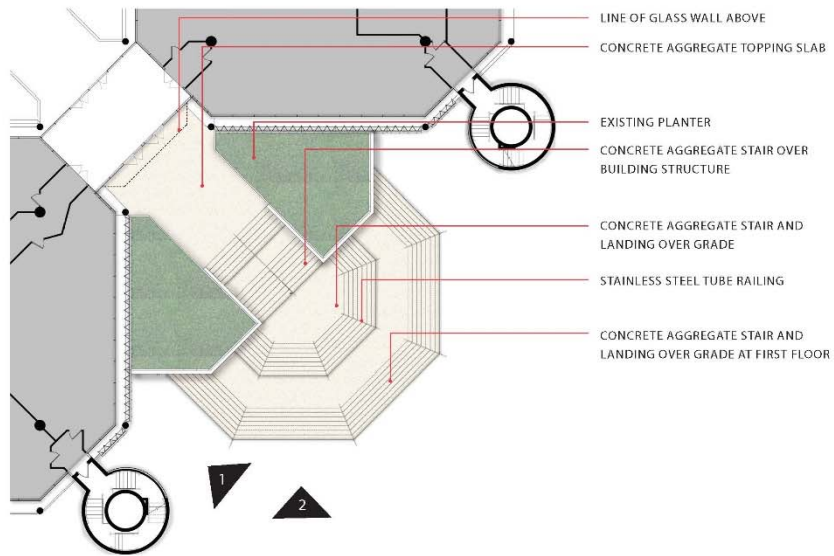 LINE OF GLASS WALL ABOVE
CONCRETE AGGREGATE TOPPING SLAB
EXISTING PLANTER
CONCRETE AGGREGATE STAIR OVER
BUILDING STRUCTURE
CONCRETE AGGREGATE STAIR AND
LANDING OVER GRADE
STAINLESS STEEL TUBE RAILING
CONCRETE AGGREGATE STAIR AND
LANDING OVER GRADE AT FIRST FLOOR
1
2